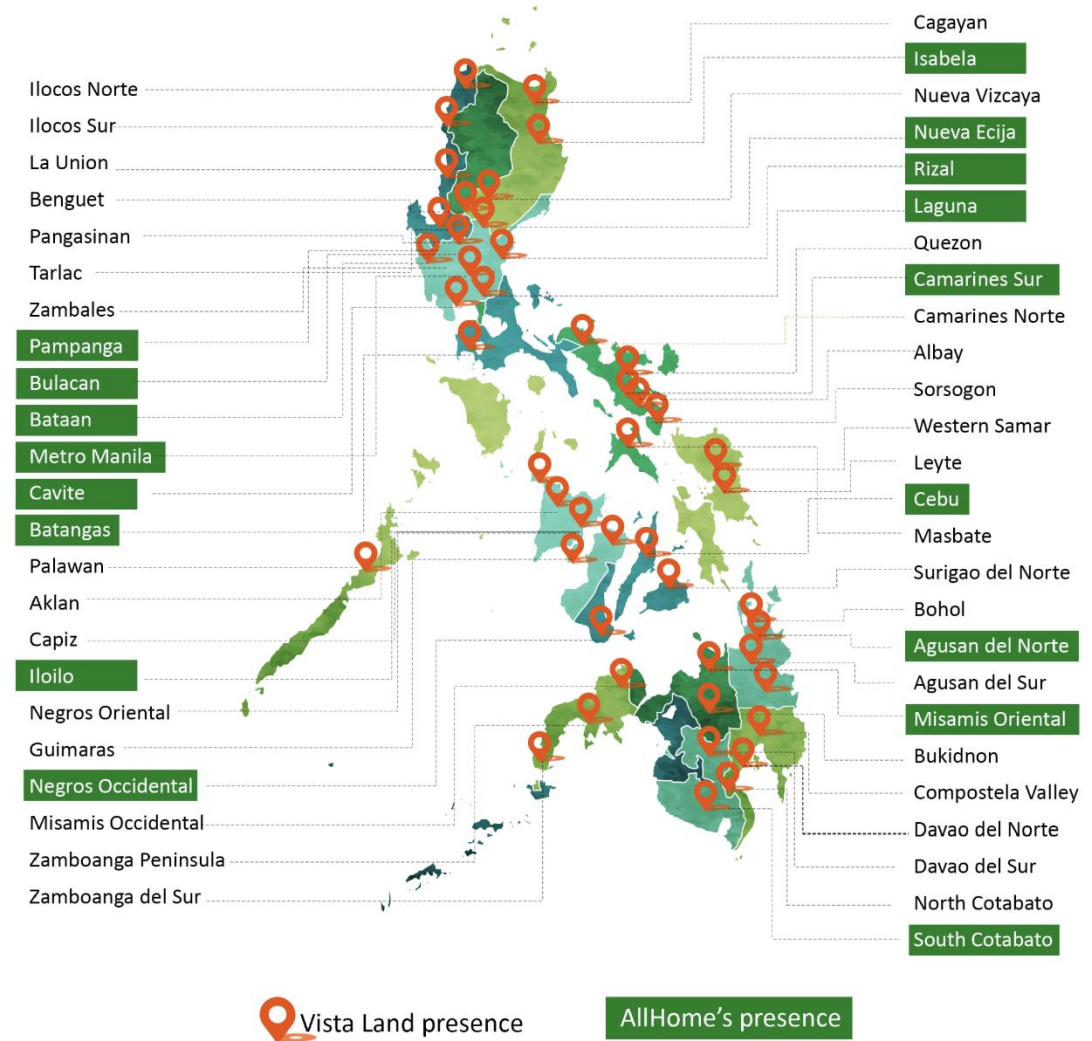 Ilocos Norte
Ilocos Sur
La Union
Benguet
Pangasinan
Tarlac
Zambales
Pampanga
Bulacan
Bataan
Metro Manila
Cavite
Batangas
Palawan
Aklan
Capiz
Iloilo
Negros Oriental
Guimaras
Negros Occidental
Misamis Occidental
Zamboanga Peninsula
Zamboanga del Sur
Cagayan
Isabela
Nueva Vizcaya
Nueva Ecija
Rizal
Laguna
Quezon
Camarines Sur
Camarines Norte
Albay
Sorsogon
Western Samar
Leyte
Cebu
Masbate
Surigao del Norte
Bohol
Agusan del Norte
Agusan del Sur
Misamis Oriental
Bukidnon
Compostela Valley
Davao del Norte
Davao del Sur
North Cotabato
South Cotabato
Vista Land presence
AllHome's presence